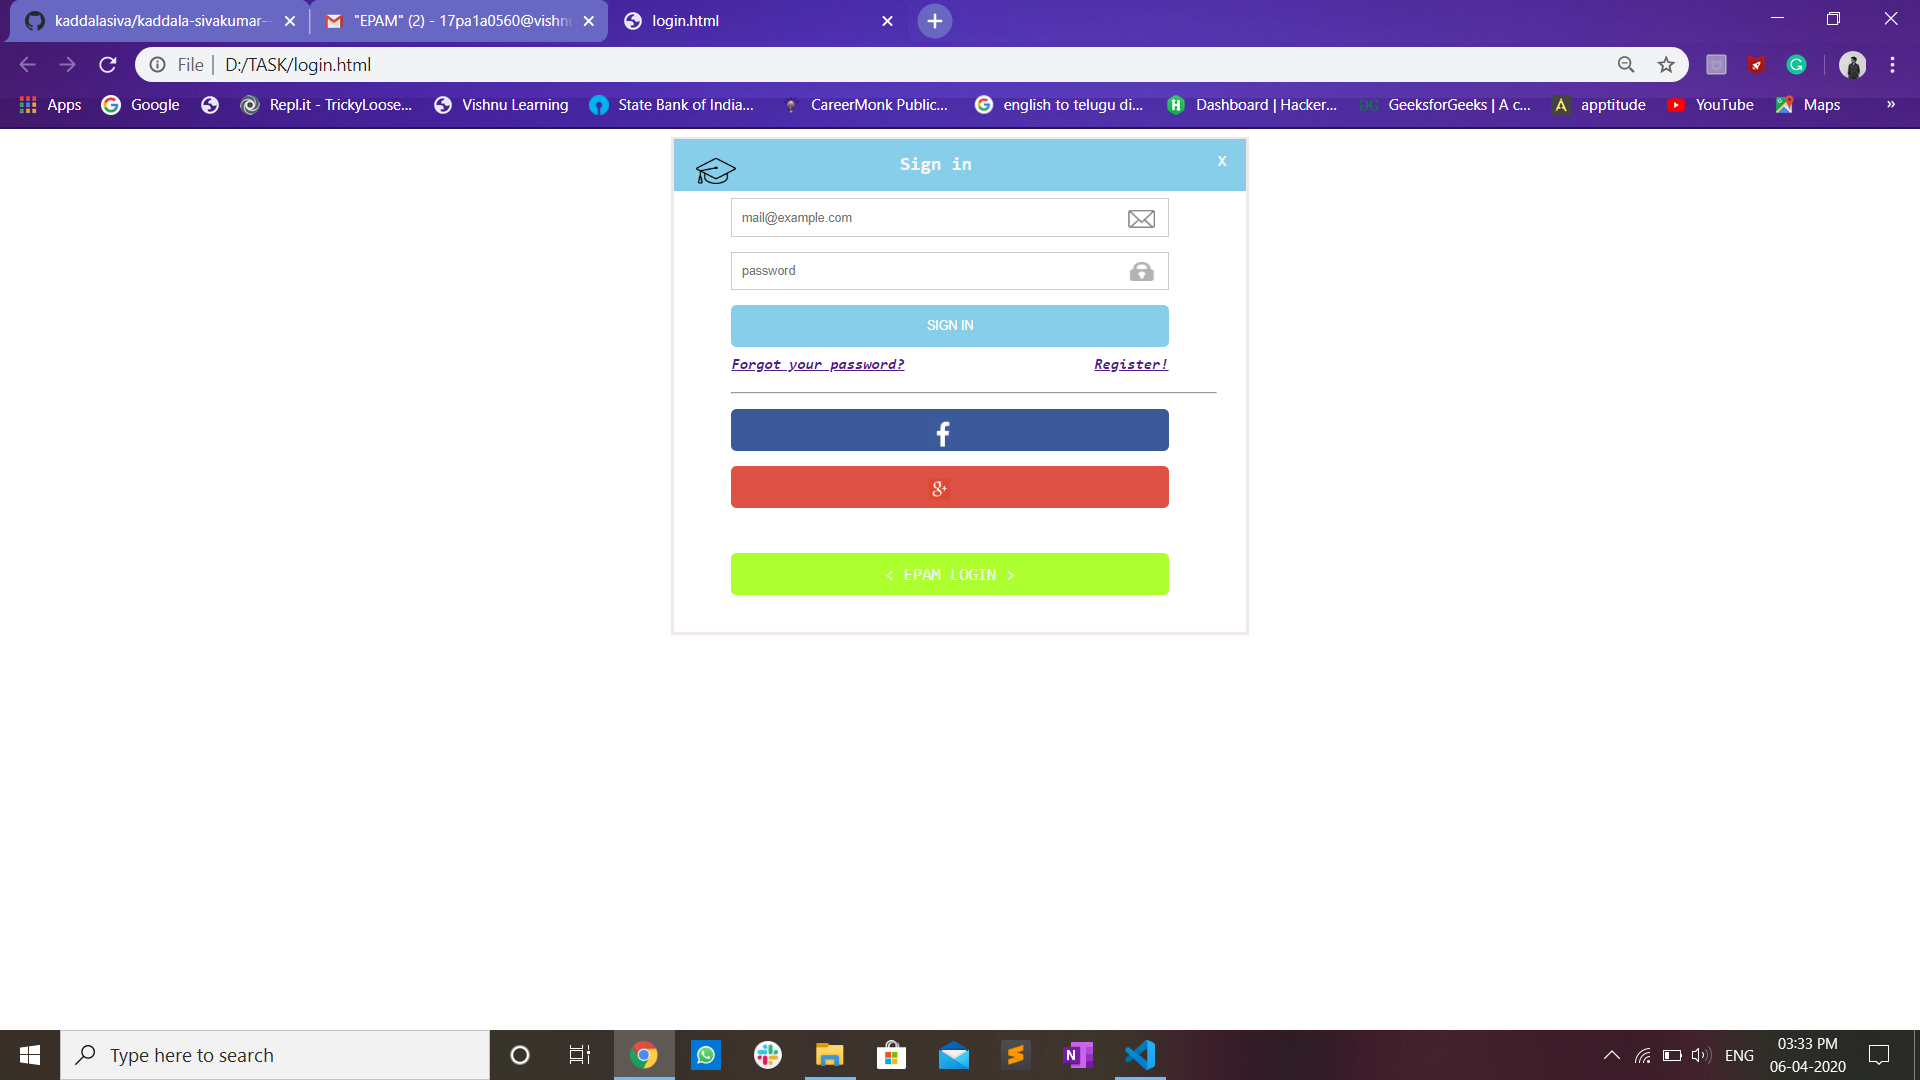 kaddalasiva/kaddala-sivakumar-
"EPAM" (2) - 17pa1a0560@vishn
login.html
File | D:/TASK/login.html
Apps Google Repl.it - TrickyLoose... Vishnu Learning State Bank of India... CareerMonk Public... english to telugu di... Dashboard | Hacker... GeeksforGeeks | A c... apptitude YouTube Maps »
Sign in X
mail@example.com
password
SIGN IN
Forgot your password? Register!
f
g+
< EPAM LOGIN >
Type here to search
ENG
03:33 PM
06-04-2020